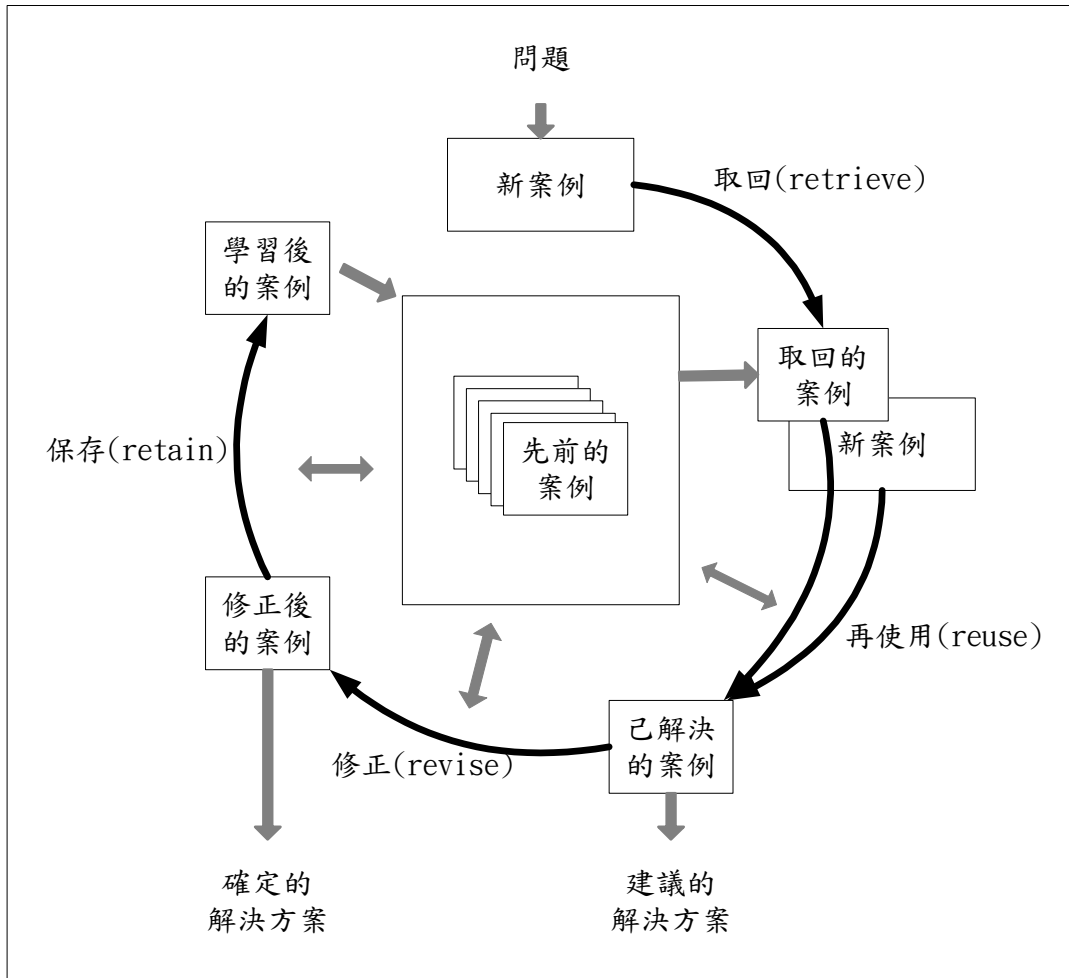 問題
新案例
取回(retrieve)
學習後
的案例
取回的
案例
新案例
先前的
案例
保存(retain)
修正後
的案例
再使用(reuse)
己解決
的案例
修正(revise)
確定的
解決方案
建議的
解決方案